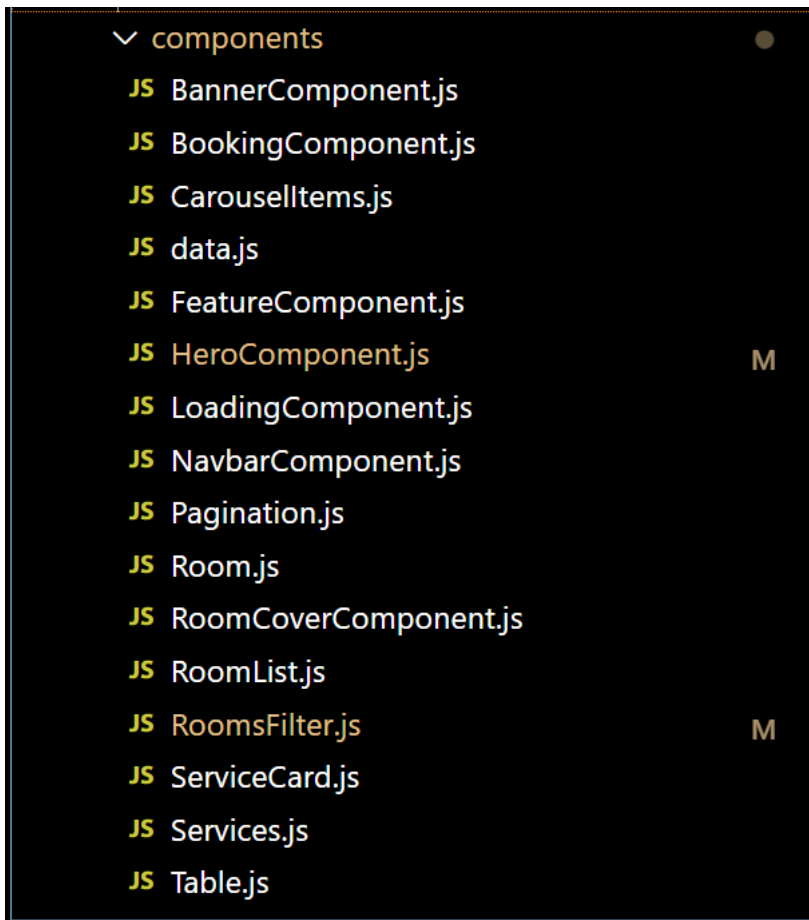 components
JS BannerComponent.js
JS BookingComponent.js
JS CarouselItems.js
JS data.js
JS FeatureComponent.js
JS HeroComponent.js M
JS LoadingComponent.js
JS NavbarComponent.js
JS Pagination.js
JS Room.js
JS RoomCoverComponent.js
JS RoomList.js
JS RoomsFilter.js M
JS ServiceCard.js
JS Services.js
JS Table.js